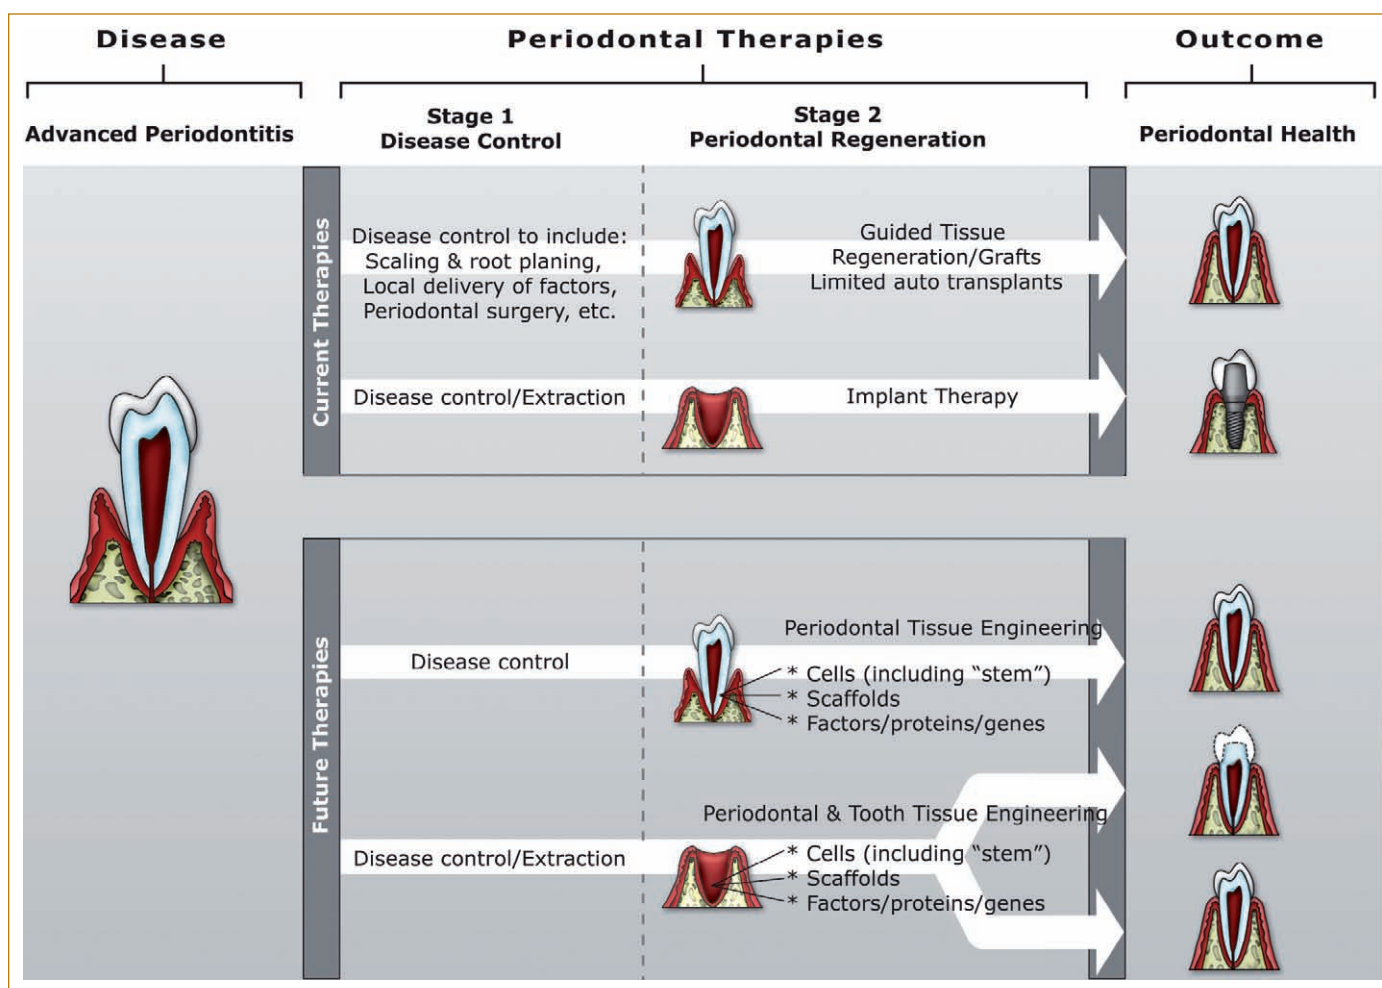 Disease
Periodontal Therapies
Outcome
Advanced Periodontitis
Stage 1
Disease Control
Stage 2
Periodontal Regeneration
Periodontal Health
Current Therapies
Disease control to include:
Scaling & root planing,
Local delivery of factors,
Periodontal surgery, etc.
Guided Tissue
Regeneration/Grafts
Limited auto transplants
Disease control/Extraction
Implant Therapy
Future Therapies
Disease control
Periodontal Tissue Engineering
* Cells (including “stem”)
* Scaffolds
* Factors/proteins/genes
Disease control/Extraction
Periodontal & Tooth Tissue Engineering
* Cells (including “stem”)
* Scaffolds
* Factors/proteins/genes